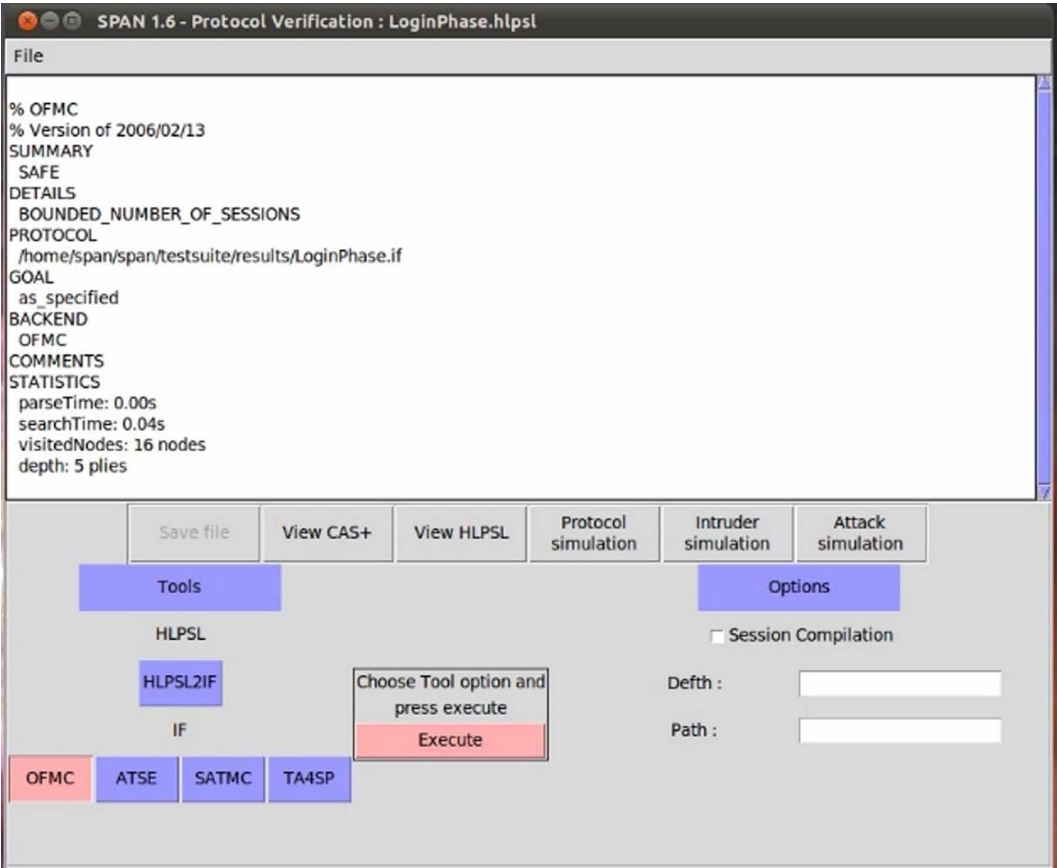 SPAN 1.6 - Protocol Verification : LoginPhase.hlpsl
File
% OFMC
% Version of 2006/02/13
SUMMARY
SAFE
DETAILS
BOUNDED_NUMBER_OF_SESSIONS
PROTOCOL
/home/span/span/testsuite/results/LoginPhase.if
GOAL
as_specified
BACKEND
OFMC
COMMENTS
STATISTICS
parseTime: 0.00s
searchTime: 0.04s
visitedNodes: 16 nodes
depth: 5 plies
Save file
View CAS+
View HLPSL
Protocol
simulation
Intruder
simulation
Attack
simulation
Tools
Options
HLPSL
Session Compilation
HLPSL2IF
Choose Tool option and
press execute
Execute
Defth :
Path :
IF
OFMC
ATSE
SATMC
TA4SP